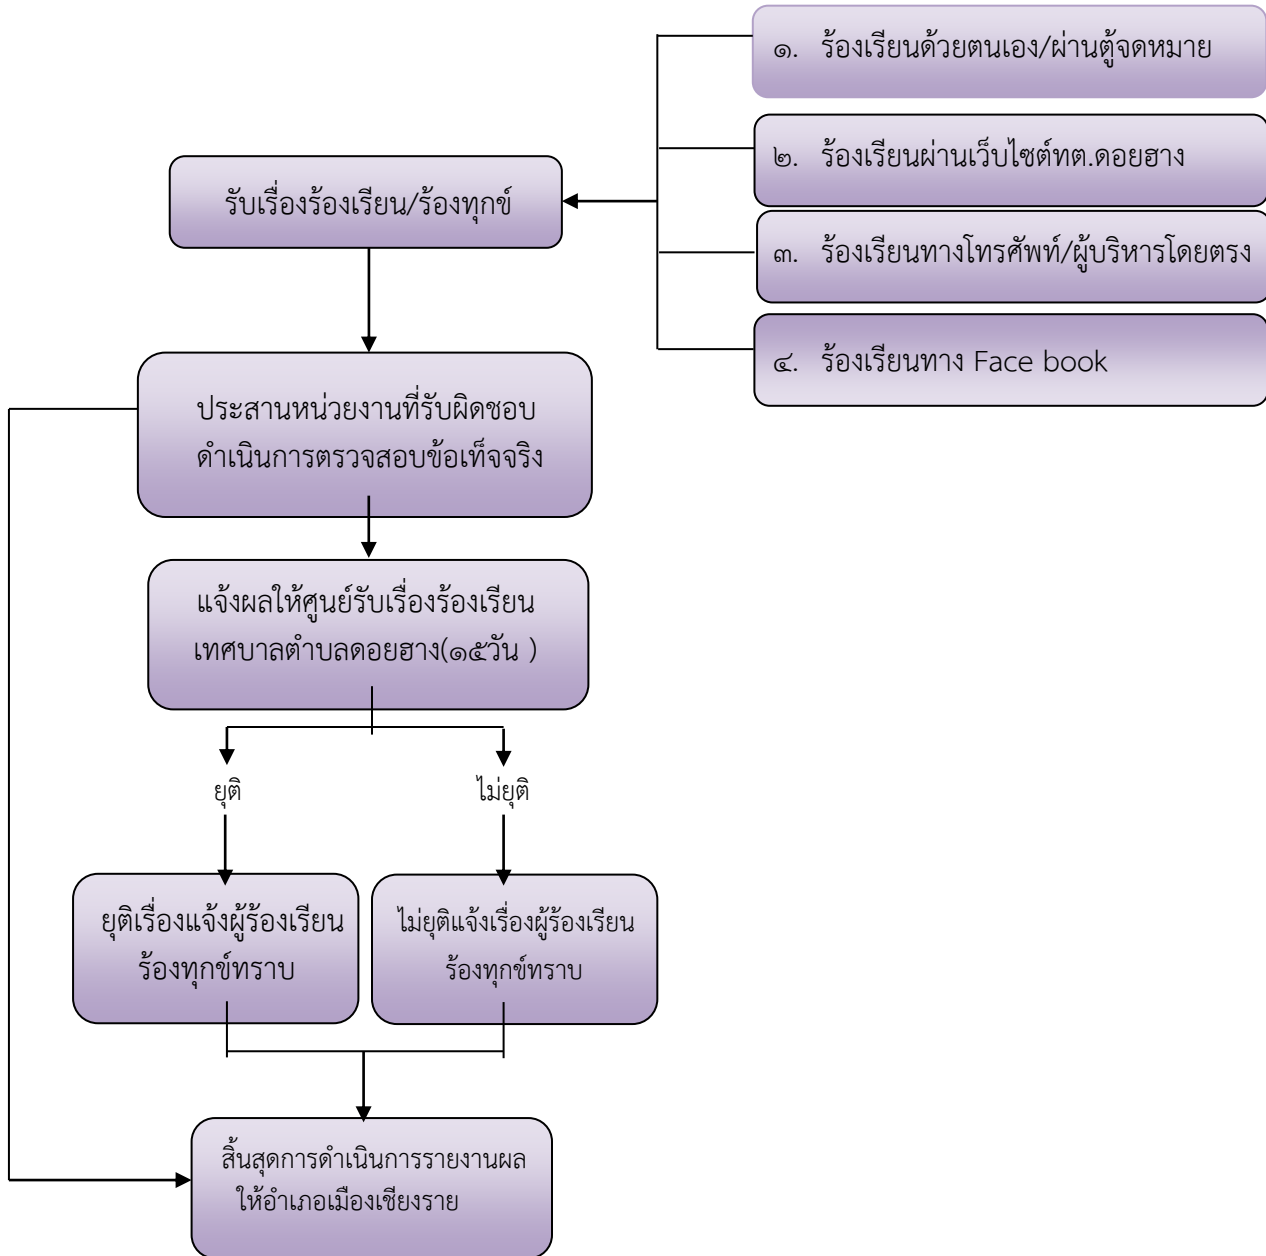 ๑. ร้องเรียนด้วยตนเอง/ผ่านตู้จดหมาย
๒. ร้องเรียนผ่านเว็บไซต์ทต.ดอยฮาง
รับเรื่องร้องเรียน/ร้องทุกข์
๓. ร้องเรียนทางโทรศัพท์/ผู้บริหารโดยตรง
๔. ร้องเรียนทาง Face book
ประสานหน่วยงานที่รับผิดชอบ
ดำเนินการตรวจสอบข้อเท็จจริง
แจ้งผลให้ศูนย์รับเรื่องร้องเรียน
เทศบาลตำบลดอยฮาง(๑๕วัน )
ยุติ
ไม่ยุติ
ยุติเรื่องแจ้งผู้ร้องเรียน
ร้องทุกข์ทราบ
ไม่ยุติแจ้งเรื่องผู้ร้องเรียน
ร้องทุกข์ทราบ
สิ้นสุดการดำเนินการรายงานผล
ให้อำเภอเมืองเชียงราย